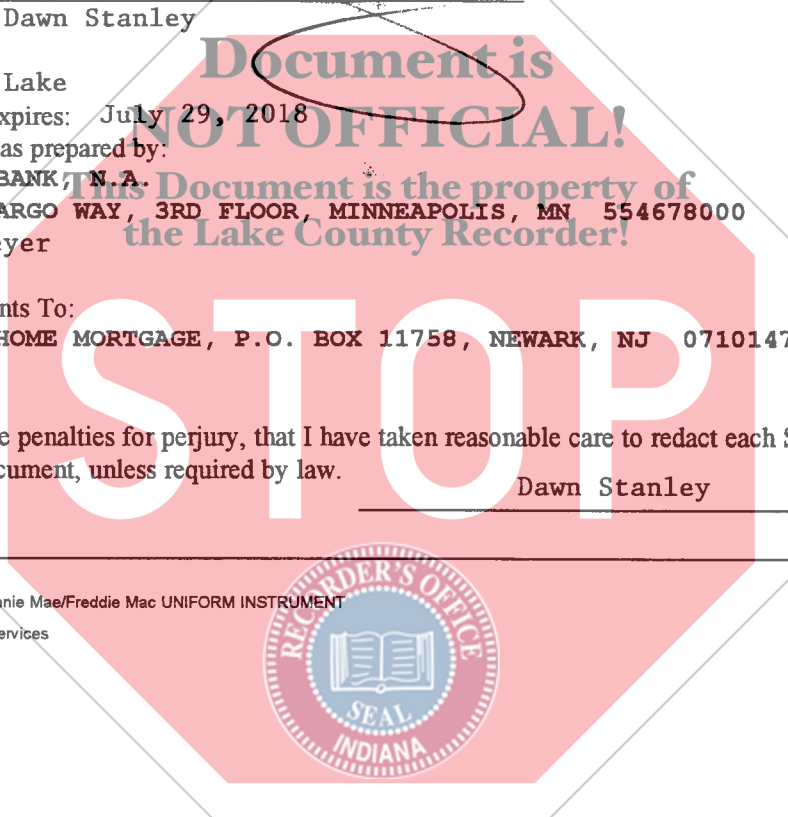 Dawn Stanley
Document is
Lake
xpires: July 29, 2018
NOT OFFICIAL!
as prepared by:
BANK, N.A.
This Document is the property of
ARGO WAY, 3RD FLOOR, MINNEAPOLIS, MN 554678000
the Lake County Recorder!
eyer
nts To:
HOME MORTGAGE, P.O. BOX 11758, NEWARK, NJ 0710147
STOP
e penalties for perjury, that I have taken reasonable care to redact each S
cument, unless required by law.
Dawn Stanley
nie Mae/Freddie Mac UNIFORM INSTRUMENT
ervices
RECORDER'S OFFICE
SEAL
INDIANA